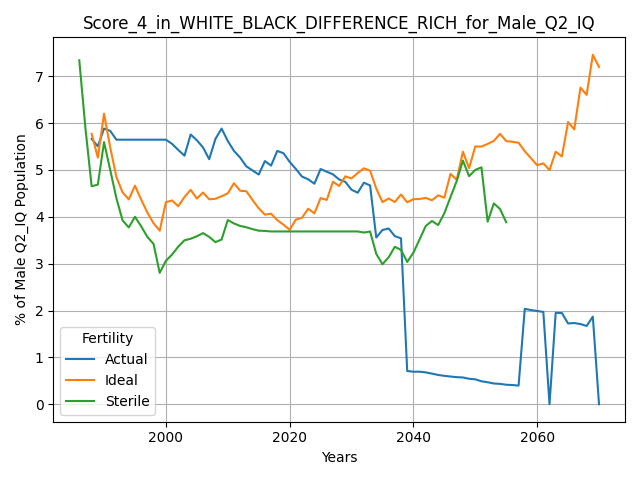 Score_4_in_WHITE_BLACK_DIFFERENCE_RICH_for_Male_Q2_IQ
% of Male Q2_IQ Population
7
6
5
4
3
2
1
0
Fertility
Actual
Ideal
Sterile
2000 2020 2040 2060
Years